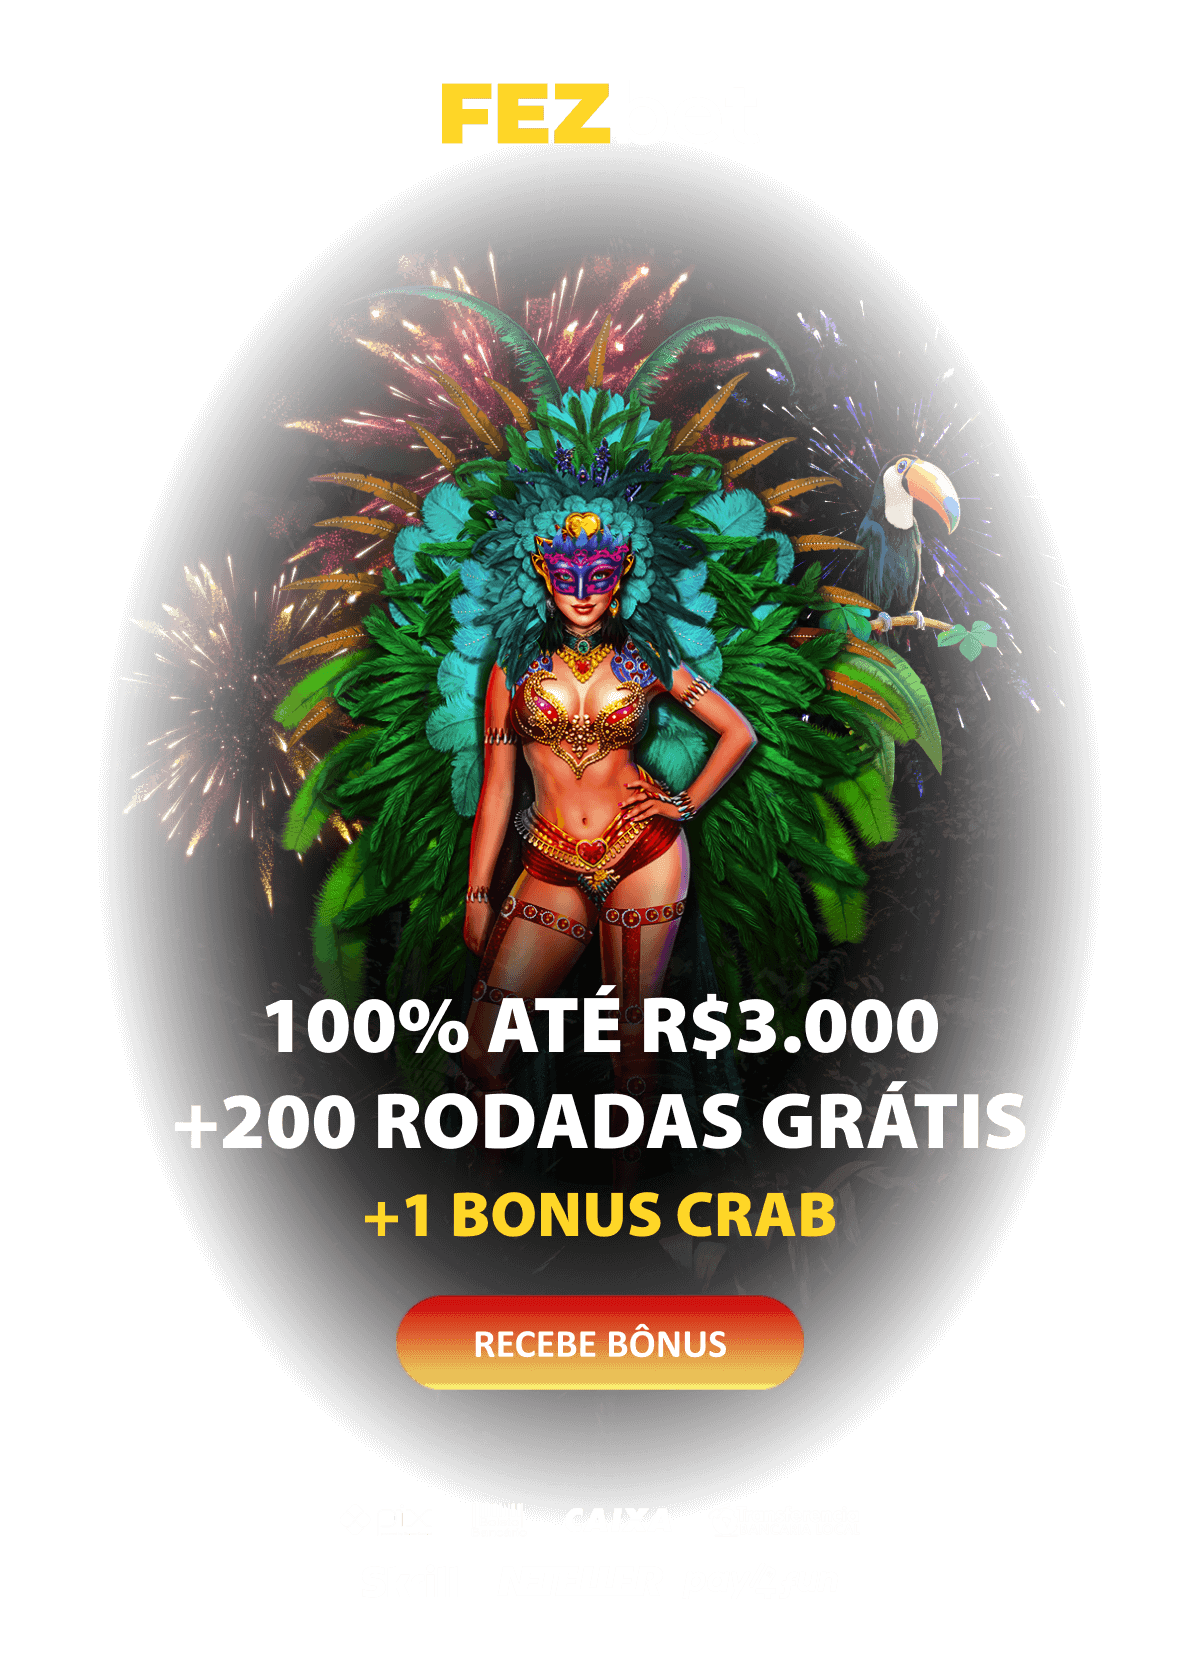 FEZ
100% ATÉ R$3.000
+200 RODADAS GRÁTIS
+1 BONUS CRAB
RECEBE BÔNUS
CAIXA